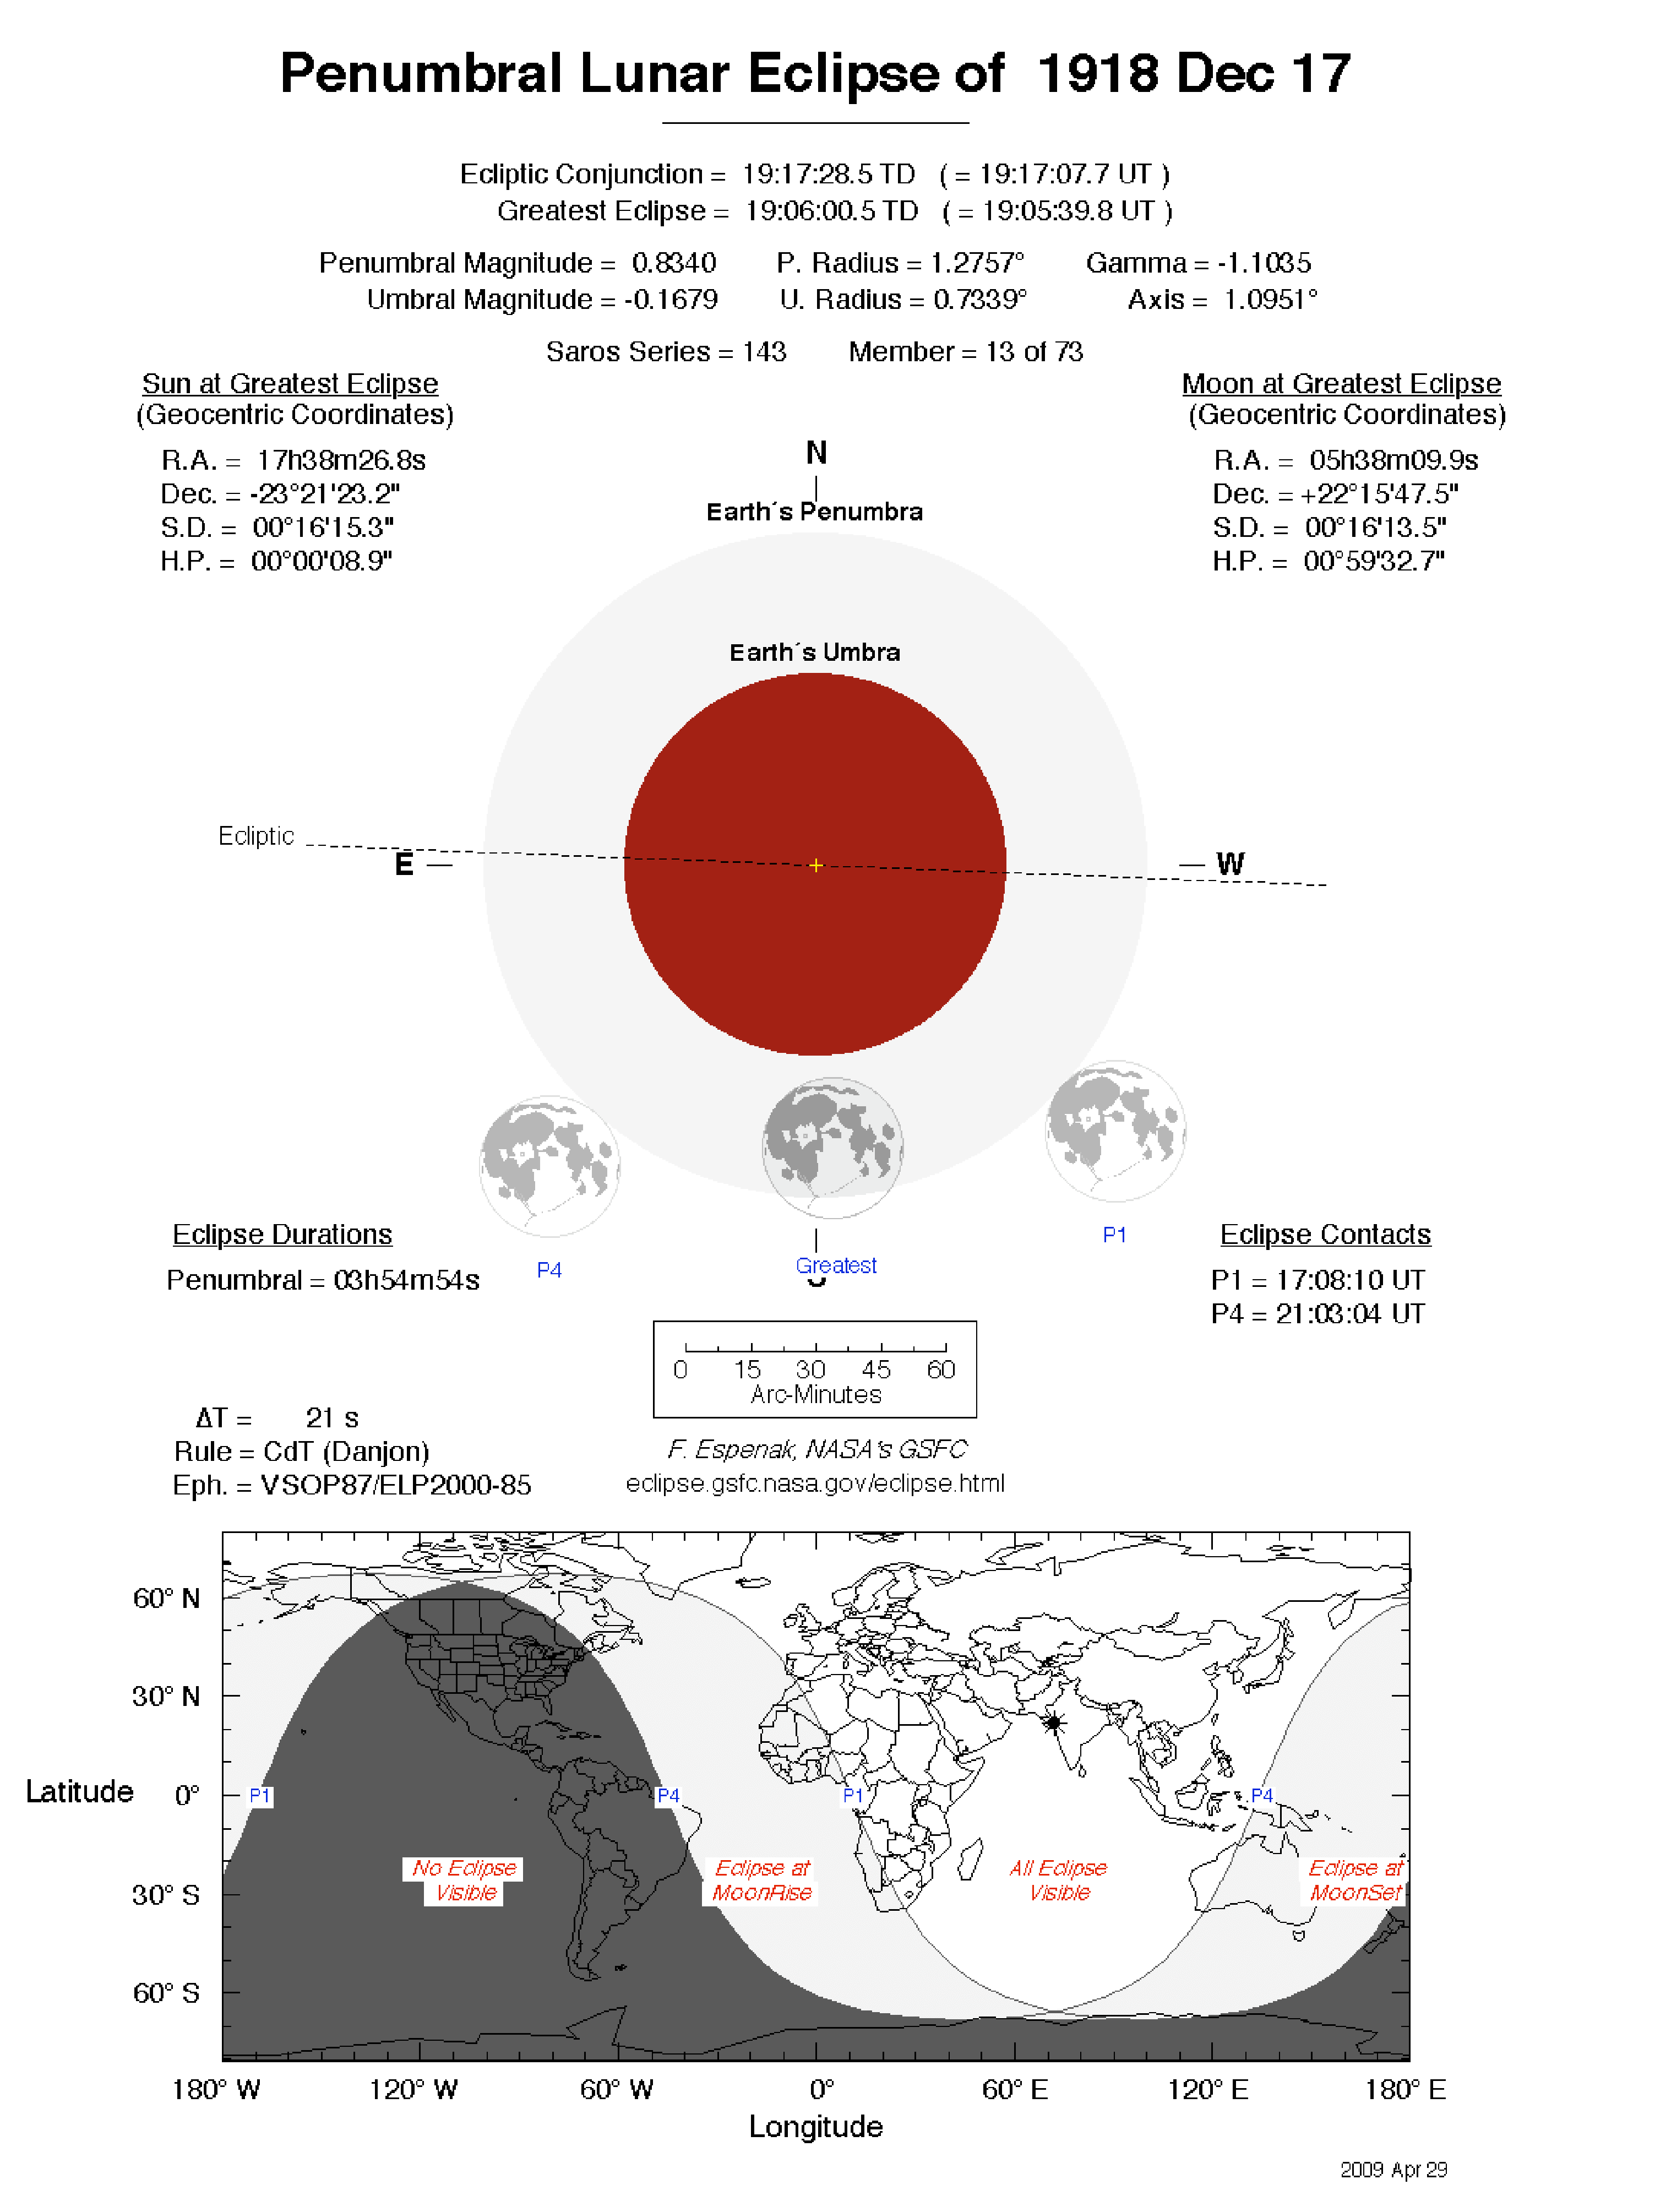 Penumbral Lunar Eclipse of 1918 Dec 17
Ecliptic Conjunction = 19:17:28.5 TD ( = 19:17:07.7 UT )
Greatest Eclipse = 19:06:00.5 TD ( = 19:05:39.8 UT )
Penumbral Magnitude = 0.8340 P. Radius = 1.2757° Gamma = -1.1035
Umbral Magnitude = -0.1679 U. Radius = 0.7339° Axis = 1.0951°
Saros Series = 143 Member = 13 of 73
Sun at Greatest Eclipse
(Geocentric Coordinates)
R.A. = 17h38m26.8s
Dec. = -23°21'23.2"
S.D. = 00°16'15.3"
H.P. = 00°00'08.9"
Moon at Greatest Eclipse
(Geocentric Coordinates)
R.A. = 05h38m09.9s
Dec. = +22°15'47.5"
S.D. = 00°16'13.5"
H.P. = 00°59'32.7"
N
Earth´s Penumbra
Earth´s Umbra
Ecliptic
E
W
P4
Greatest
P1
Eclipse Durations
Penumbral = 03h54m54s
Eclipse Contacts
P1 = 17:08:10 UT
P4 = 21:03:04 UT
0 15 30 45 60
Arc-Minutes
ΔT = 21 s
Rule = CdT (Danjon)
Eph. = VSOP87/ELP2000-85
F. Espenak, NASA's GSFC
eclipse.gsfc.nasa.gov/eclipse.html
60° N
30° N
Latitude 0°
30° S
60° S
P1 P4 P1 P4
No Eclipse
Visible
Eclipse at
MoonRise
All Eclipse
Visible
Eclipse at
MoonSet
180° W 120° W 60° W 0° 60° E 120° E 180° E
Longitude
2009 Apr 29